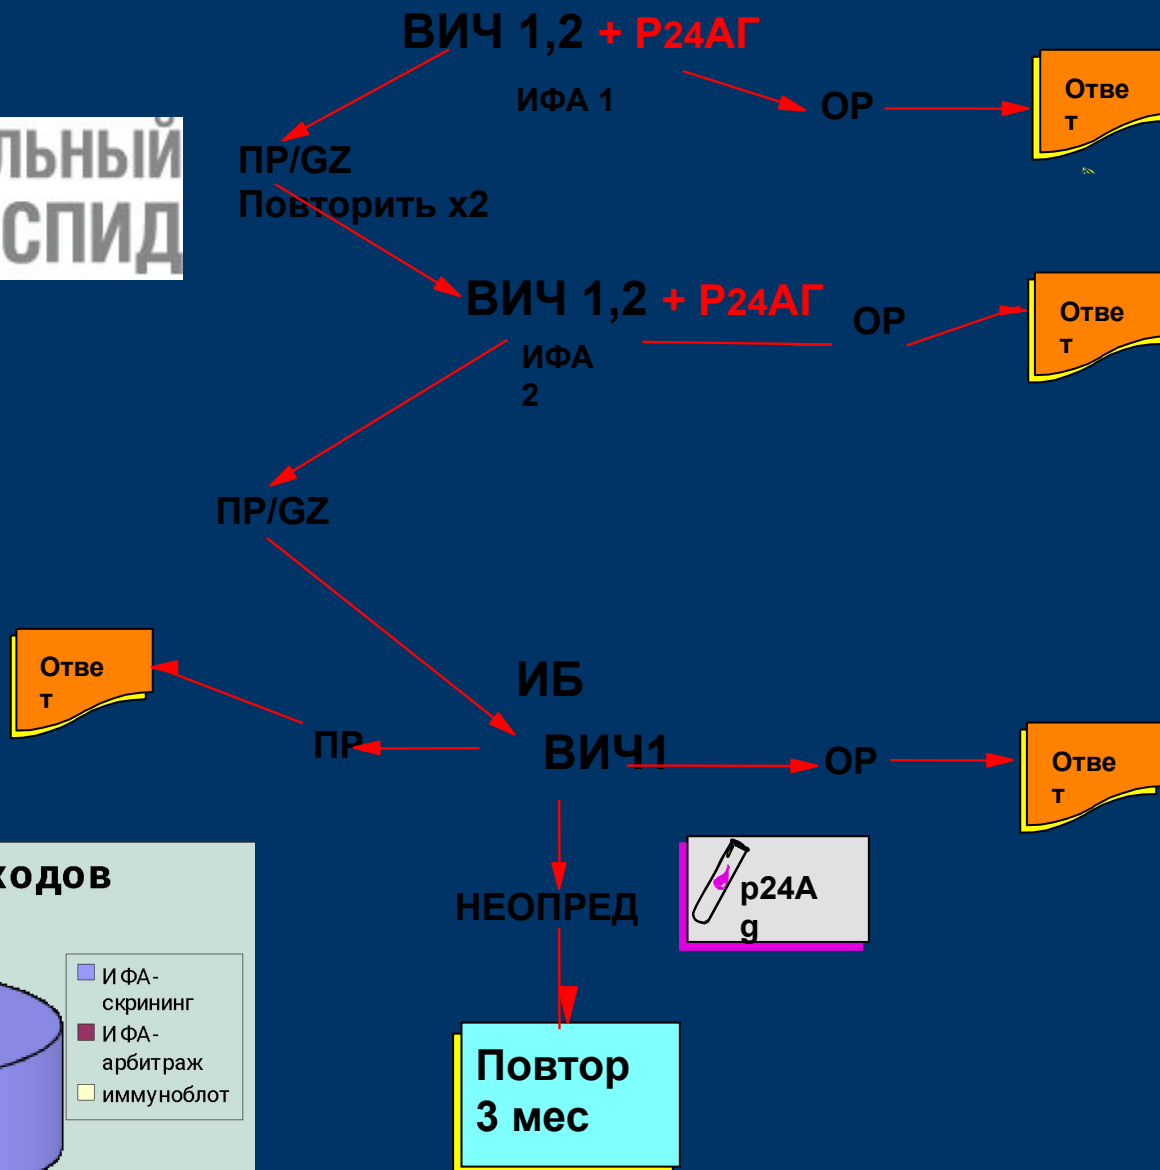 ВИЧ 1,2 + Р24АГ
ИФА 1
ОР
Отве
т
ЛЬНЫЙ
СПИД
ПР/GZ
Повторить х2
ВИЧ 1,2 + Р24АГ
ИФА
2
ОР
Отве
т
ПР/GZ
Отве
т
ИБ
ПР
ВИЧ1
ОР
Отве
т
ходов
НЕОПРЕД
p24A
g
ИФА-
скрининг
ИФА-
арбитраж
иммуноблот
Повтор
3 мес